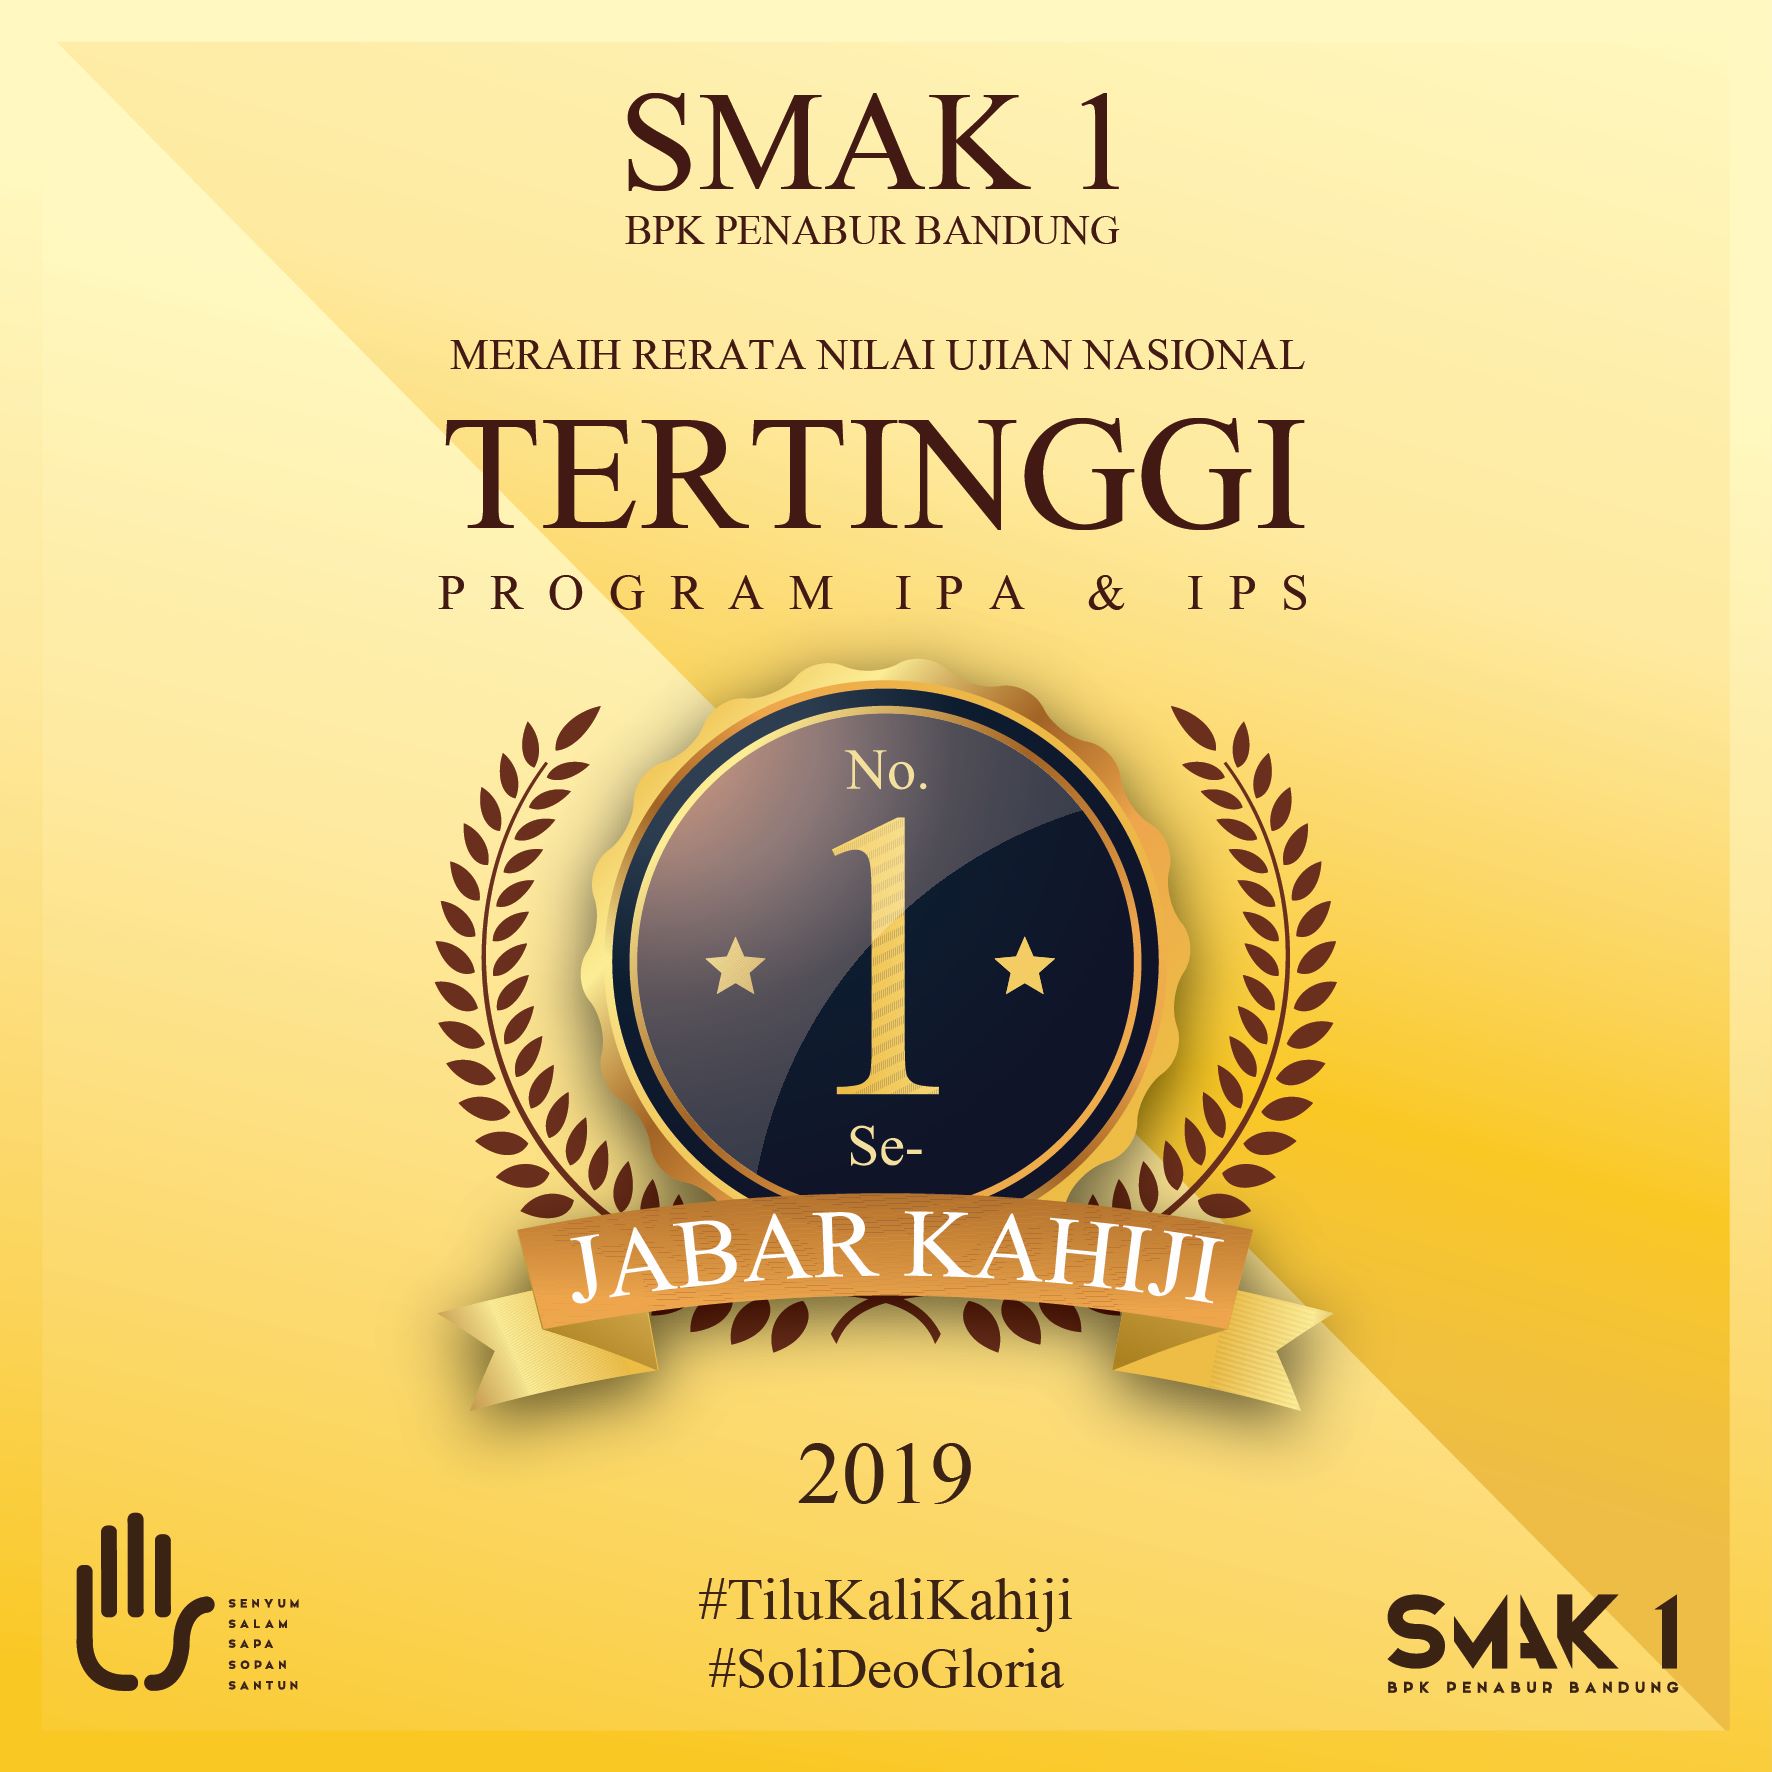 SMAK 1
BPK PENABUR BANDUNG
MERAIH RERATA NILAI UJIAN NASIONAL
TERTINGGI
PROGRAM IPA & IPS
No.
1
Se-
JABAR KAHIJI
2019
#TiluKaliKahiji
#SoliDeoGloria
SENYUM
SALAM
SAPA
SOPAN
SANTUN
SMAK 1
BPK PENABUR BANDUNG